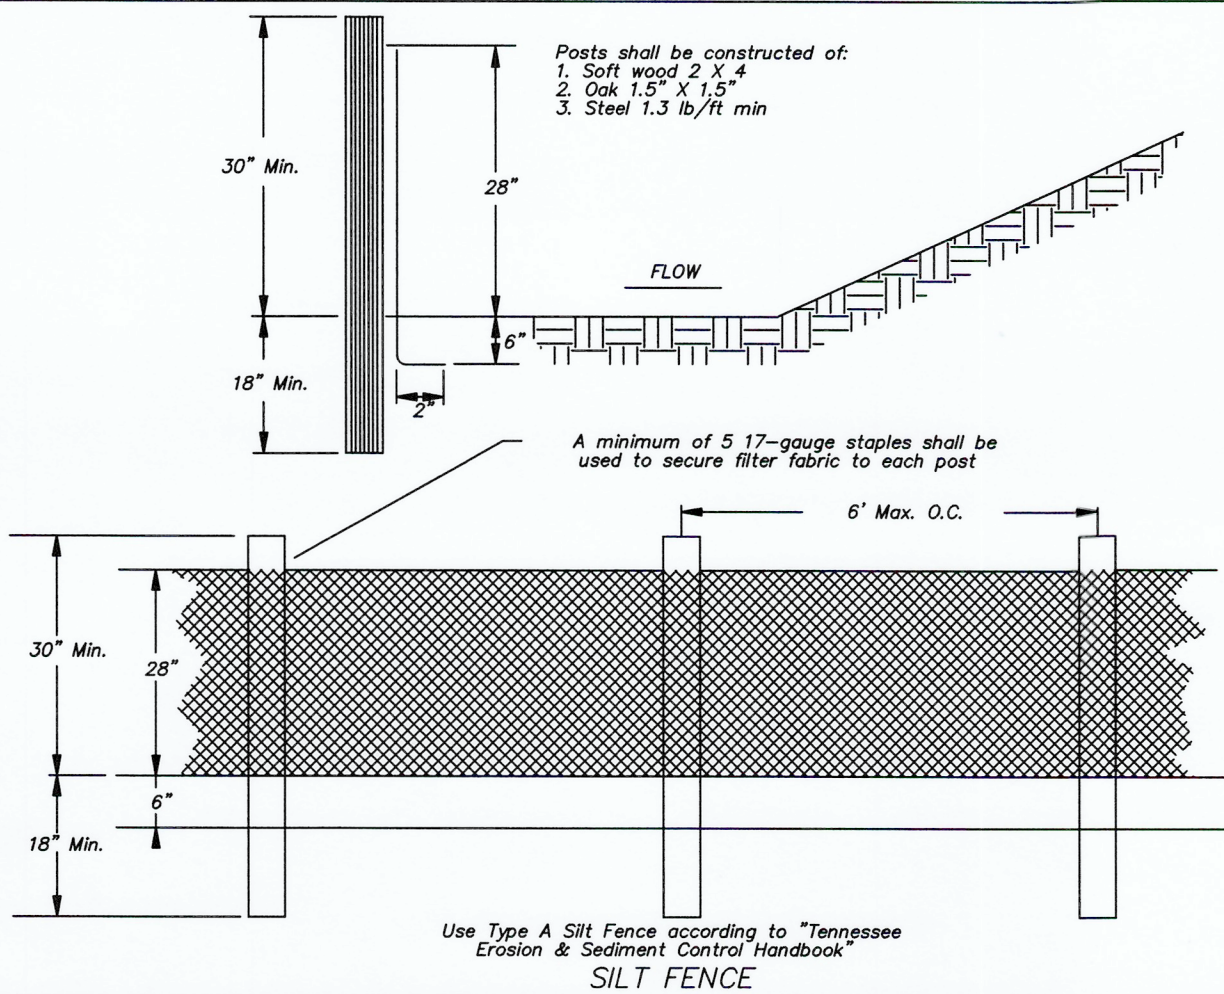 Posts shall be constructed of:
1. Soft wood 2 X 4
2. Oak 1.5" X 1.5"
3. Steel 1.3 lb/ft min
30" Min.
28"
FLOW
6"
18" Min.
2"
A minimum of 5 17-gauge staples shall be
used to secure filter fabric to each post
6' Max. O.C.
30" Min.
28"
6"
18" Min.
Use Type A Silt Fence according to "Tennessee
Erosion & Sediment Control Handbook"
SILT FENCE